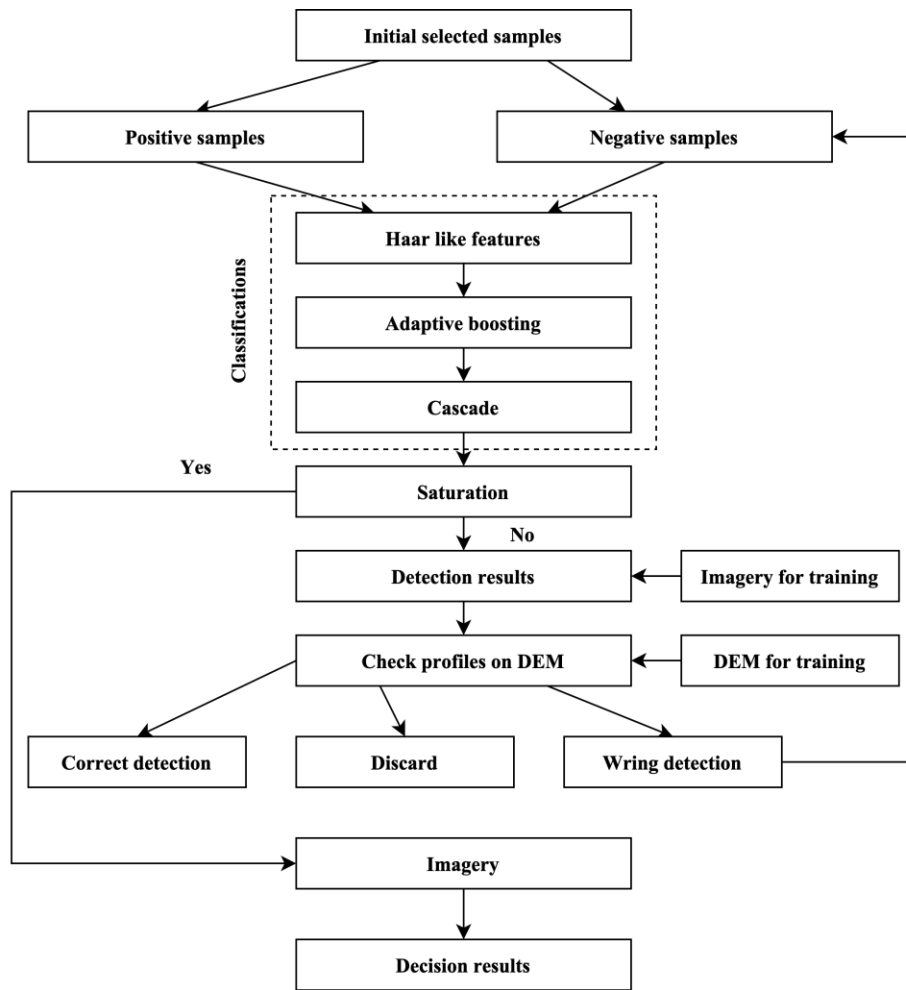 Initial selected samples
Positive samples
Negative samples
Classifications
Haar like features
Adaptive boosting
Cascade
Yes
Saturation
No
Detection results
Imagery for training
Check profiles on DEM
DEM for training
Correct detection
Discard
Wring detection
Imagery
Decision results